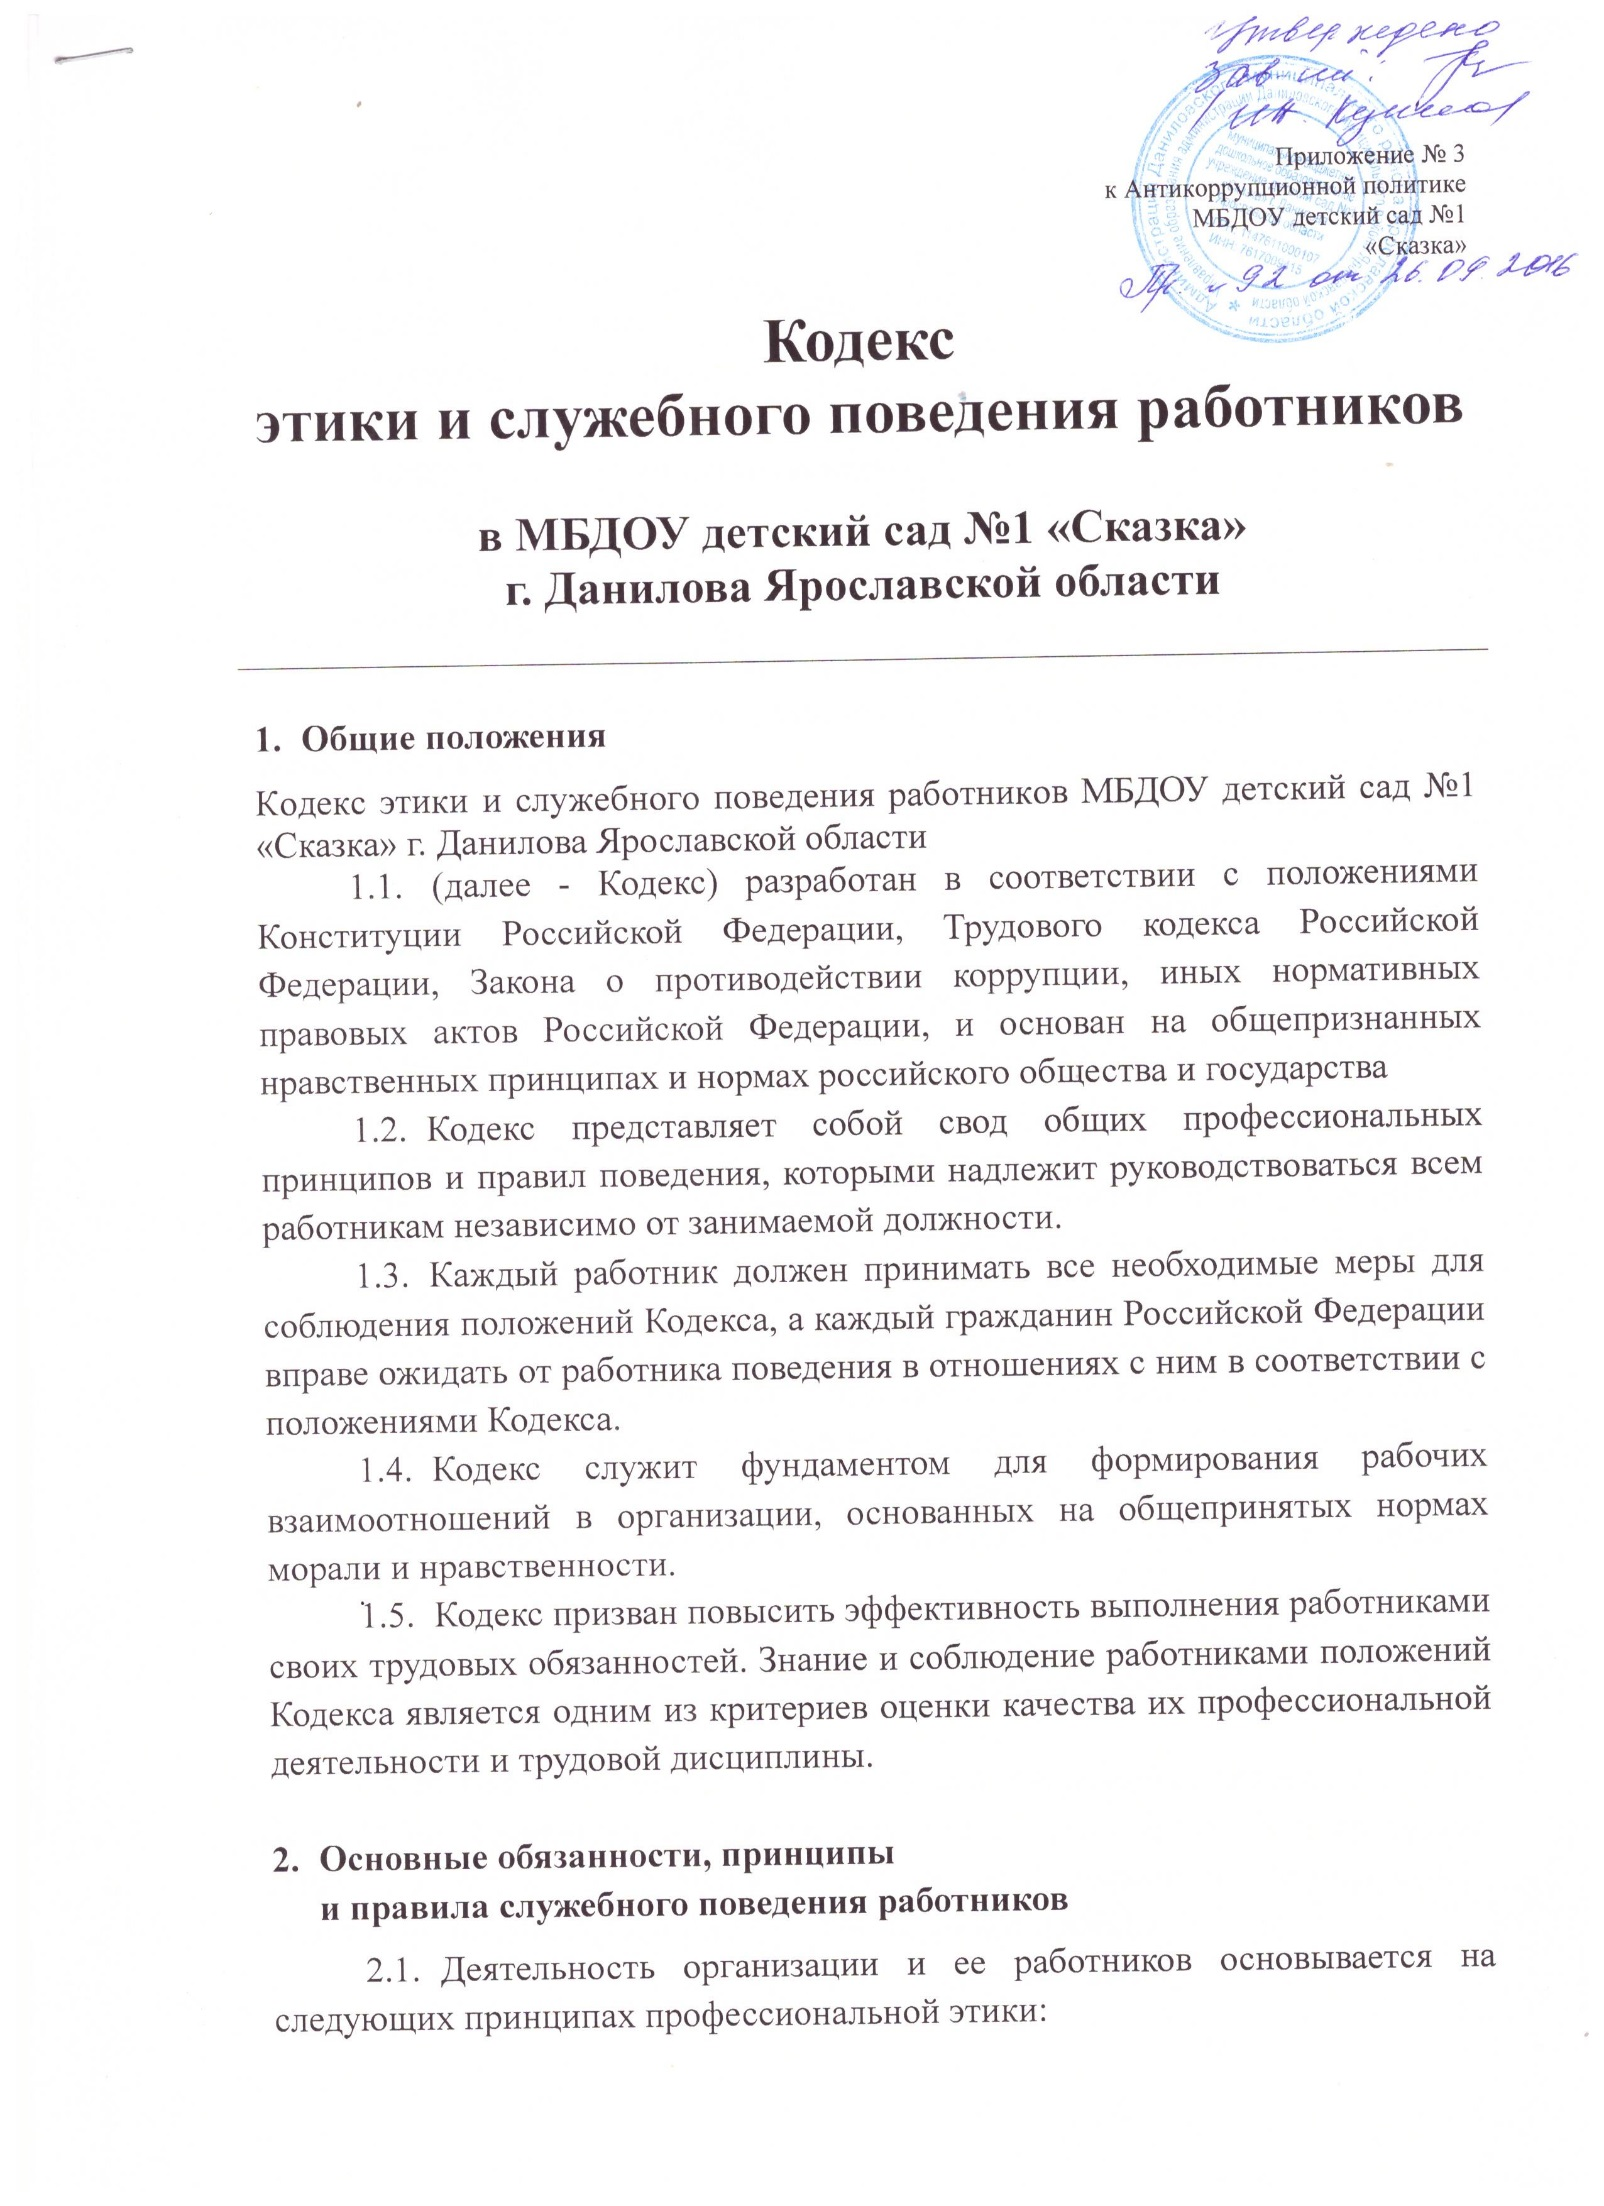 Утверждено
Зав
Приложение № 3
к Антикоррупционной политике
МБДОУ детский сад №1
«Сказка»
Пр. № 92 от 26.09.2016
Кодекс
этики и служебного поведения работников
в МБДОУ детский сад №1 «Сказка»
г. Данилова Ярославской области
1. Общие положения
Кодекс этики и служебного поведения работников МБДОУ детский сад №1
«Сказка» г. Данилова Ярославской области
1.1. (далее - Кодекс) разработан в соответствии с положениями
Конституции Российской Федерации, Трудового кодекса Российской
Федерации, Закона о противодействии коррупции, иных нормативных
правовых актов Российской Федерации, и основан на общепризнанных
нравственных принципах и нормах российского общества и государства
1.2. Кодекс представляет собой свод общих профессиональных
принципов и правил поведения, которыми надлежит руководствоваться всем
работникам независимо от занимаемой должности.
1.3. Каждый работник должен принимать все необходимые меры для
соблюдения положений Кодекса, а каждый гражданин Российской Федерации
вправе ожидать от работника поведения в отношениях с ним в соответствии с
положениями Кодекса.
1.4. Кодекс служит фундаментом для формирования рабочих
взаимоотношений в организации, основанных на общепринятых нормах
морали и нравственности.
1.5. Кодекс призван повысить эффективность выполнения работниками
своих трудовых обязанностей. Знание и соблюдение работниками положений
Кодекса является одним из критериев оценки качества их профессиональной
деятельности и трудовой дисциплины.
2. Основные обязанности, принципы
и правила служебного поведения работников
2.1. Деятельность организации и ее работников основывается на
следующих принципах профессиональной этики: